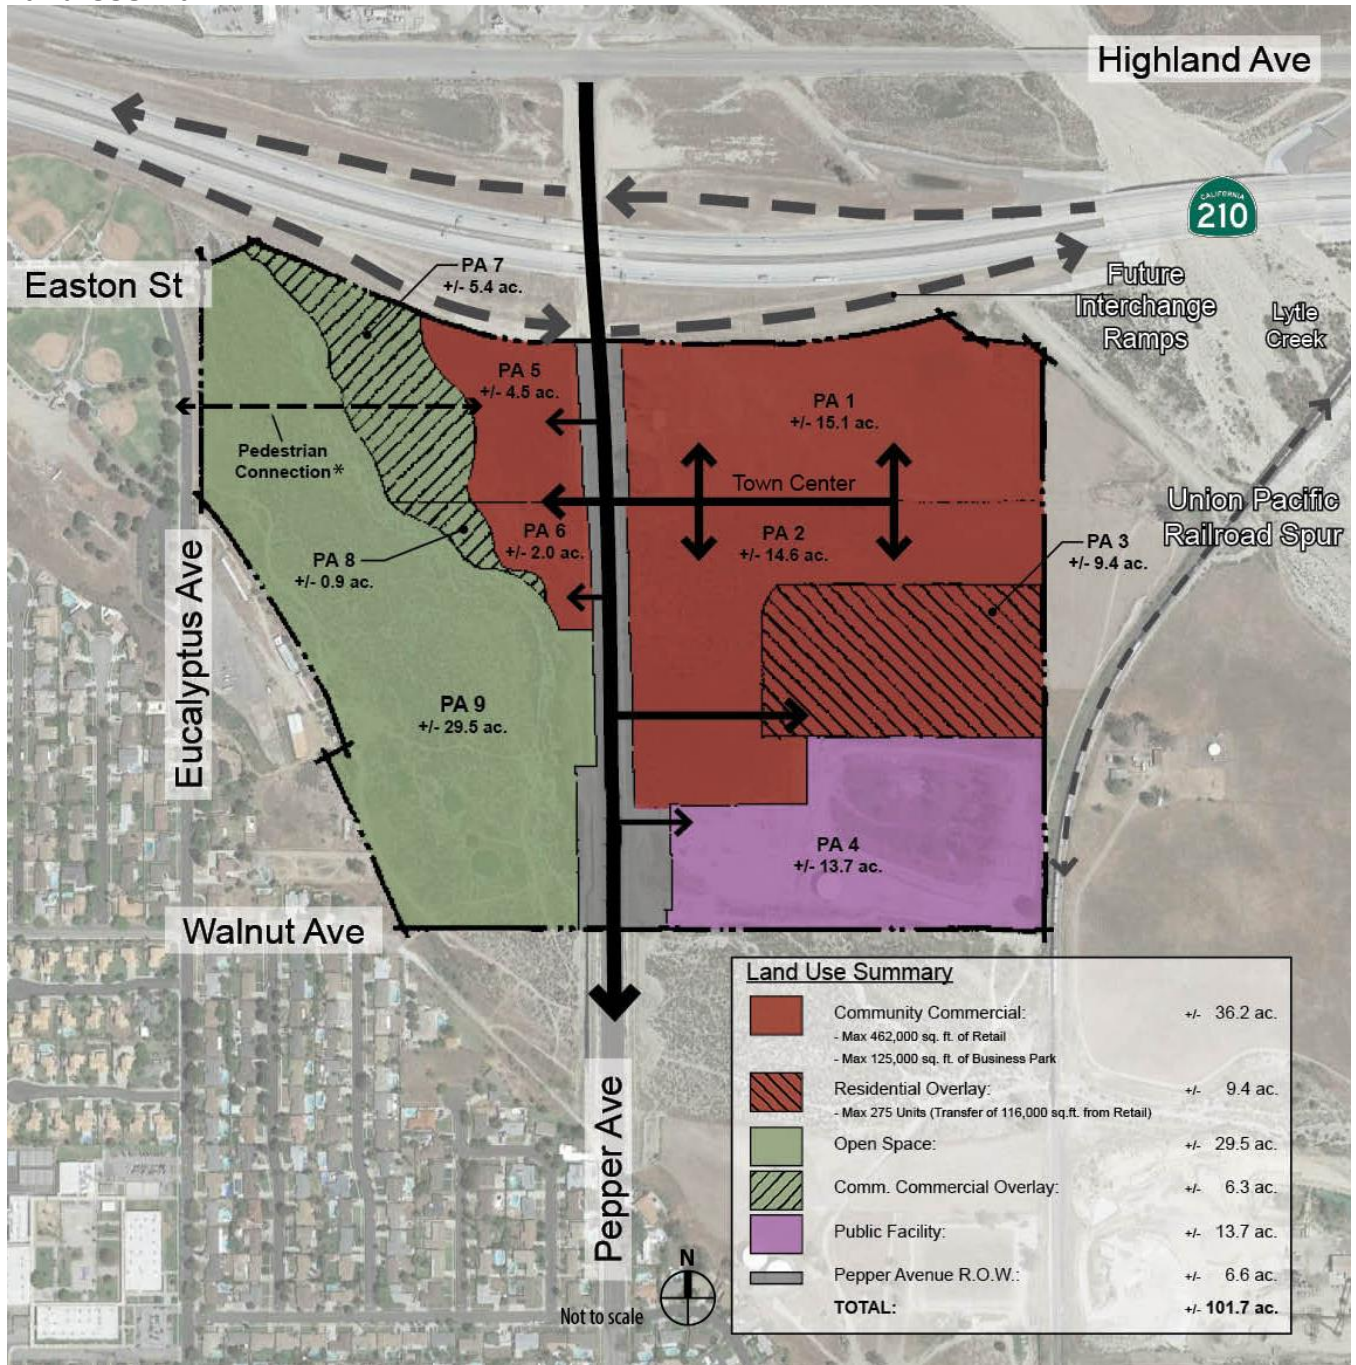 Highland Ave
CALIFORNIA
210
Easton St
PA 7
+/- 5.4 ac.
Future
Interchange
Ramps
Lytle
Creek
PA 5
+/- 4.5 ac.
PA 1
+/- 15.1 ac.
Pedestrian
Connection*
Town Center
Union Pacific
Railroad Spur
PA 6
+/- 2.0 ac.
PA 2
+/- 14.6 ac.
PA 3
+/- 9.4 ac.
PA 8
+/- 0.9 ac.
Eucalyptus Ave
PA 9
+/- 29.5 ac.
PA 4
+/- 13.7 ac.
Walnut Ave
Pepper Ave
N
Not to scale
Land Use Summary
Community Commercial: +/- 36.2 ac.
- Max 462,000 sq. ft. of Retail
- Max 125,000 sq. ft. of Business Park
Residential Overlay: +/- 9.4 ac.
- Max 275 Units (Transfer of 116,000 sq.ft. from Retail)
Open Space: +/- 29.5 ac.
Comm. Commercial Overlay: +/- 6.3 ac.
Public Facility: +/- 13.7 ac.
Pepper Avenue R.O.W.: +/- 6.6 ac.
TOTAL: +/- 101.7 ac.